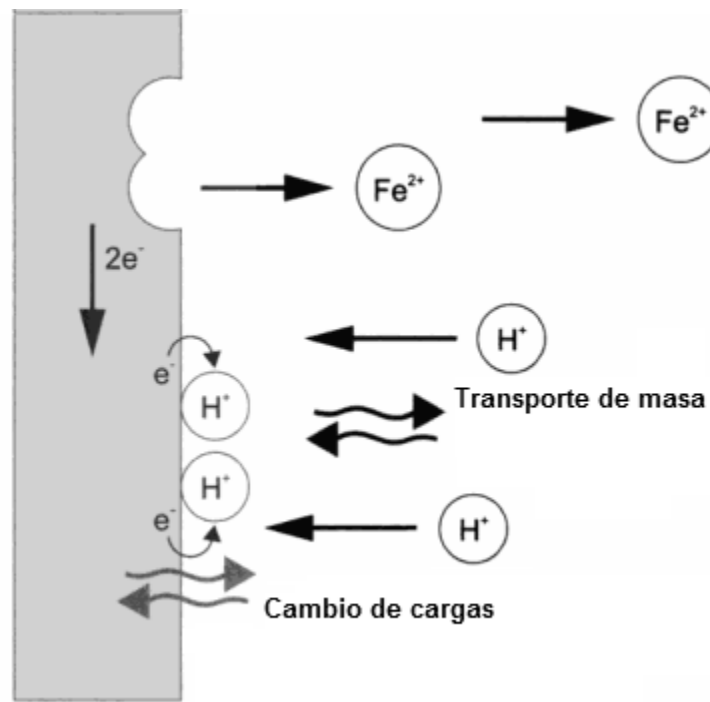 Fe²⁺
Fe²⁺
2e⁻
H⁺
e⁻
H⁺
Transporte de masa
H⁺
e⁻
H⁺
Cambio de cargas